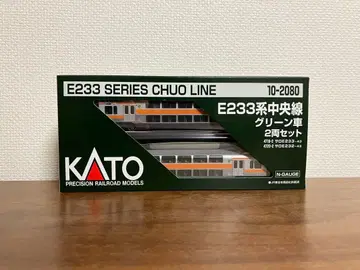 E233 SERIES CHUO LINE
10-2080
E233系中央線
グリーン車
2両セット
KATO
PRECISION RAILROAD MODELS
N-GAUGE